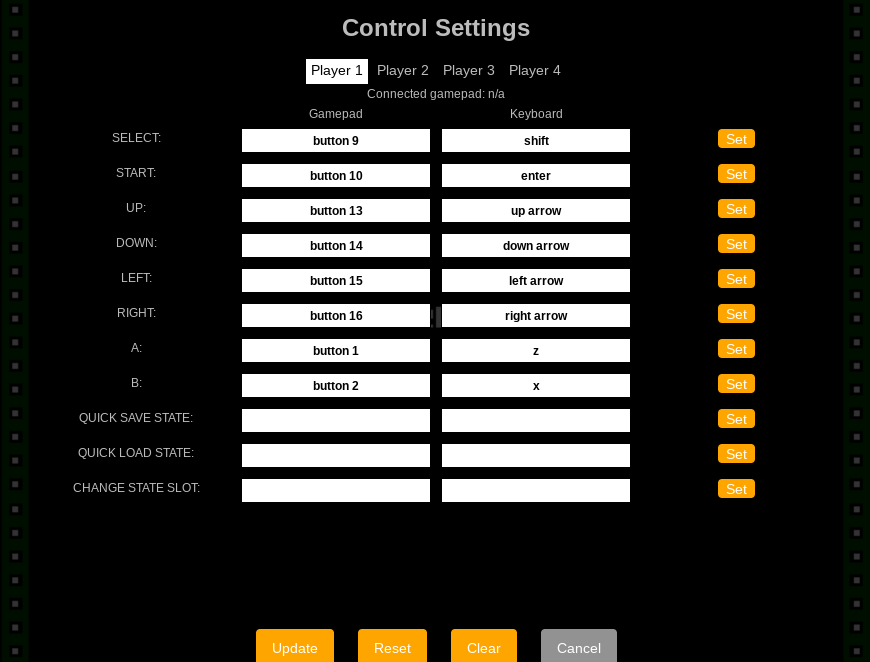 Control Settings
Player 1 Player 2 Player 3 Player 4
Connected gamepad: n/a
Gamepad Keyboard
SELECT: button 9 shift Set
START: button 10 enter Set
UP: button 13 up arrow Set
DOWN: button 14 down arrow Set
LEFT: button 15 left arrow Set
RIGHT: button 16 right arrow Set
A: button 1 z Set
B: button 2 x Set
QUICK SAVE STATE: Set
QUICK LOAD STATE: Set
CHANGE STATE SLOT: Set
Update Reset Clear Cancel